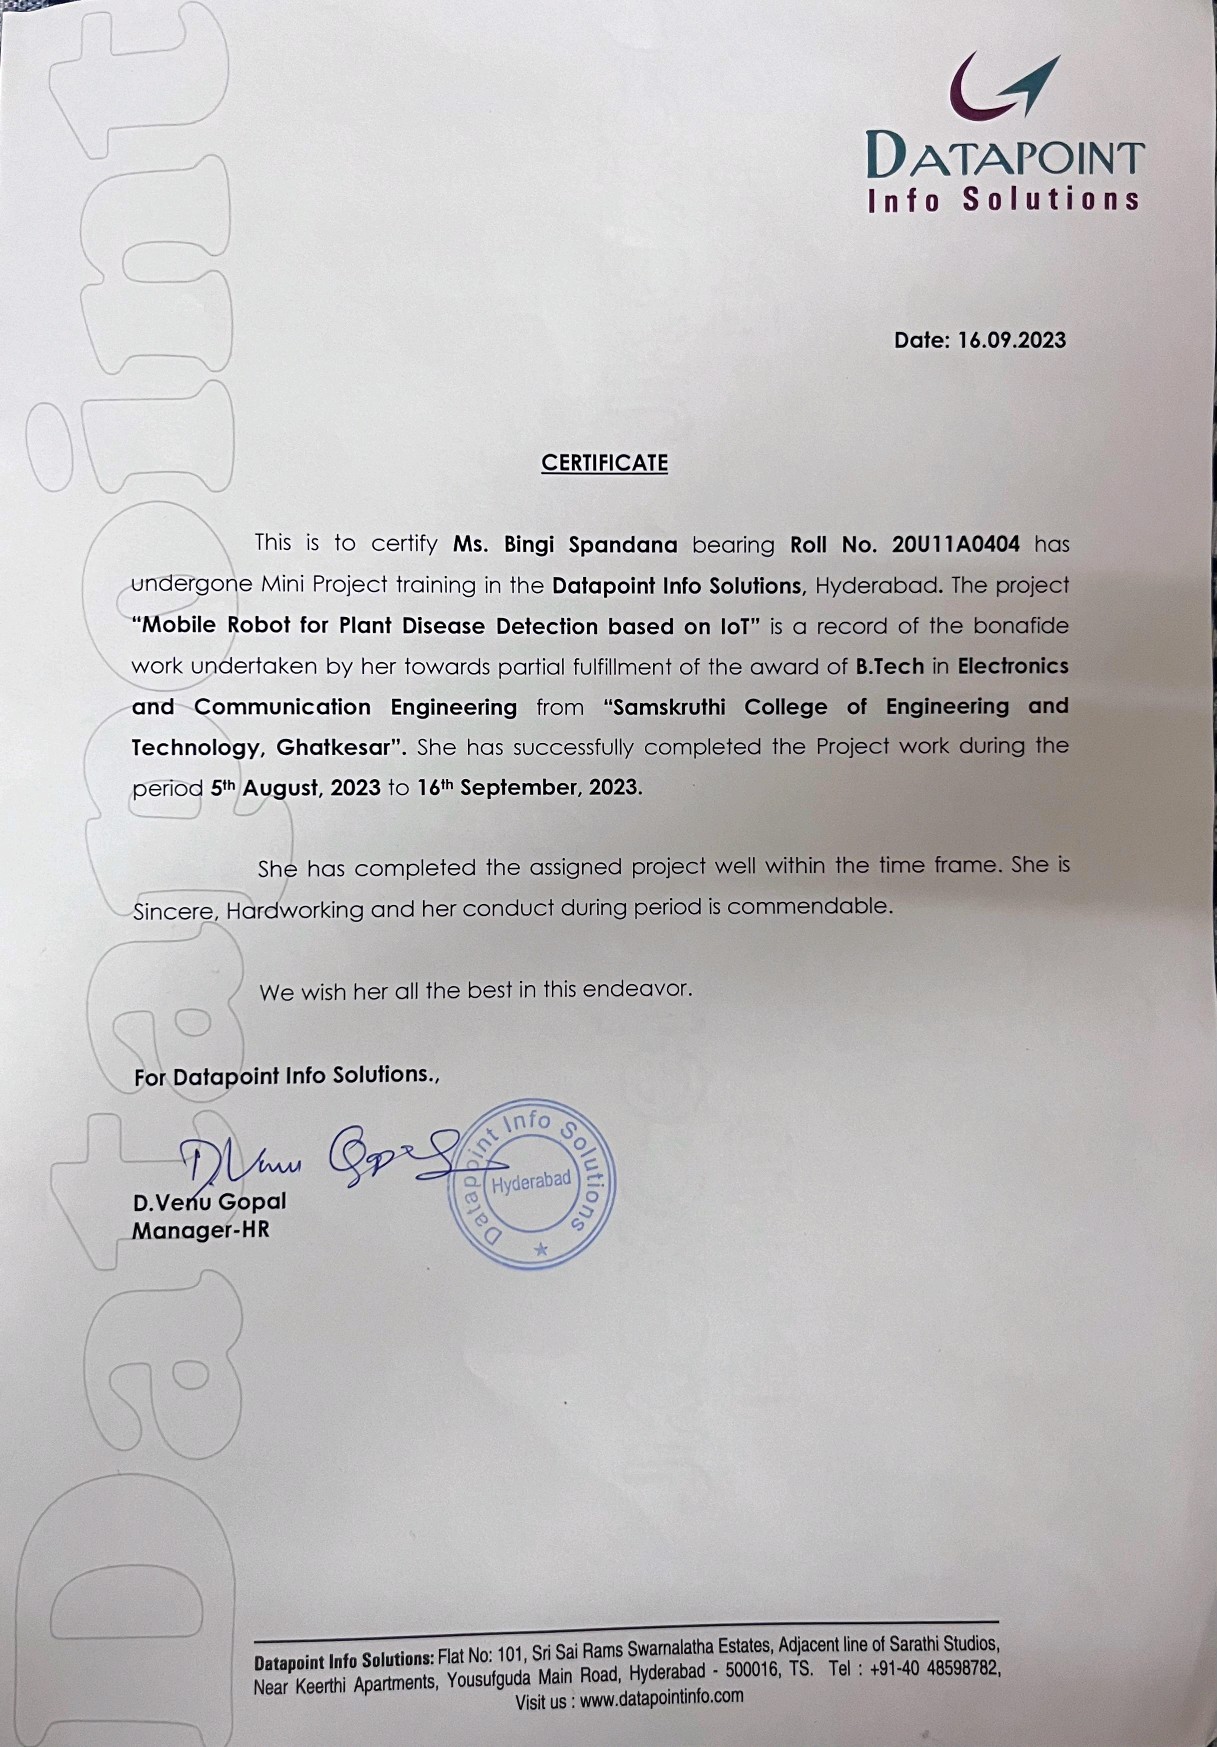 DATAPOINT
Info Solutions
Date: 16.09.2023
CERTIFICATE
This is to certify Ms. Bingi Spandana bearing Roll No. 20U11A0404 has
undergone Mini Project training in the Datapoint Info Solutions, Hyderabad. The project
“Mobile Robot for Plant Disease Detection based on IoT” is a record of the bonafide
work undertaken by her towards partial fulfillment of the award of B.Tech in Electronics
and Communication Engineering from “Samskruthi College of Engineering and
Technology, Ghatkesar”. She has successfully completed the Project work during the
period 5th August, 2023 to 16th September, 2023.
She has completed the assigned project well within the time frame. She is
Sincere, Hardworking and her conduct during period is commendable.
We wish her all the best in this endeavor.
For Datapoint Info Solutions.,
D Venu Gopal
Datapoint Info Solutions
Hyderabad
D.Venu Gopal
Manager-HR
Datapoint
Datapoint Info Solutions: Flat No: 101, Sri Sai Rams Swarnalatha Estates, Adjacent line of Sarathi Studios,
Near Keerthi Apartments, Yousufguda Main Road, Hyderabad - 500016, TS. Tel : +91-40 48598782,
Visit us : www.datapointinfo.com